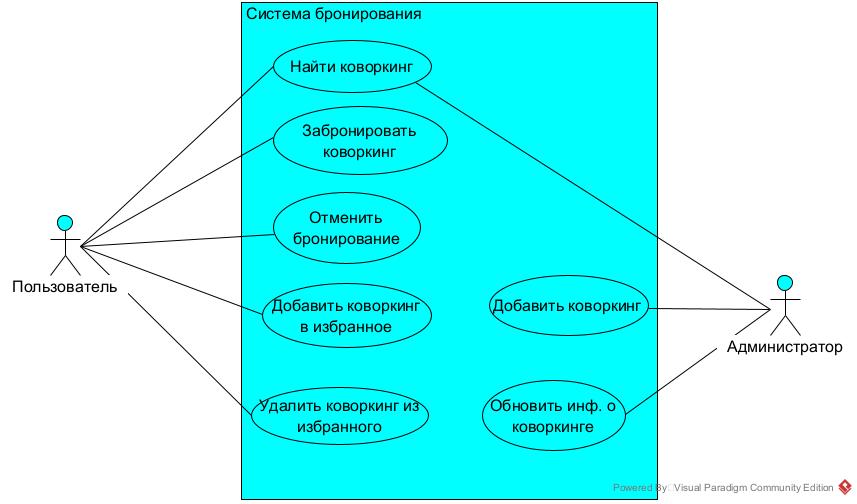 Система бронирования
Найти коворкинг
Забронировать
коворкинг
Отменить
бронирование
Пользователь
Добавить коворкинг
в избранное
Добавить коворкинг
Администратор
Удалить коворкинг из
избранного
Обновить инф. о
коворкинге
Powered By Visual Paradigm Community Edition